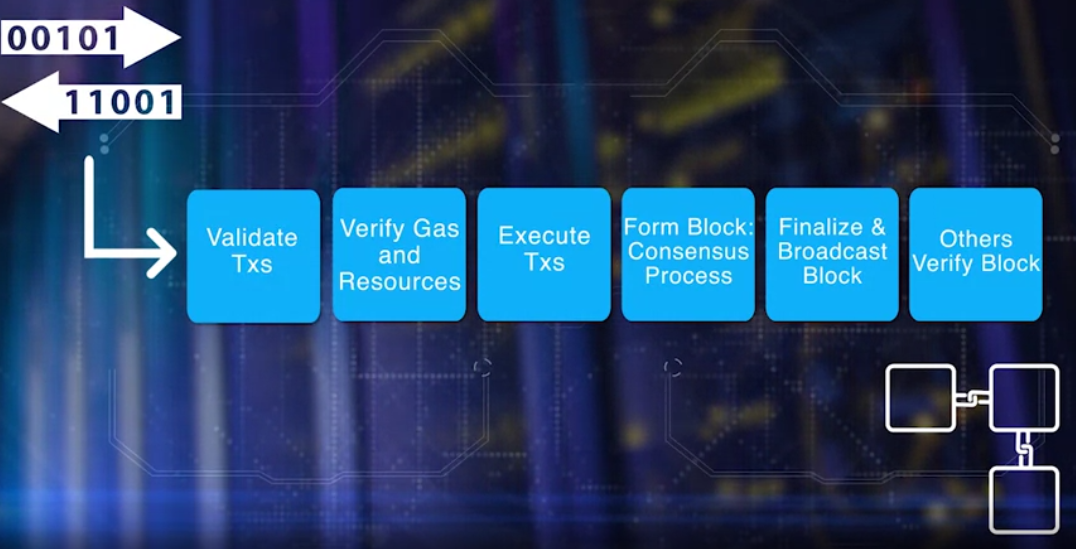 00101
11001
Validate
Txs
Verify Gas
and
Resources
Execute
Txs
Form Block:
Consensus
Process
Finalize &
Broadcast
Block
Others
Verify Block